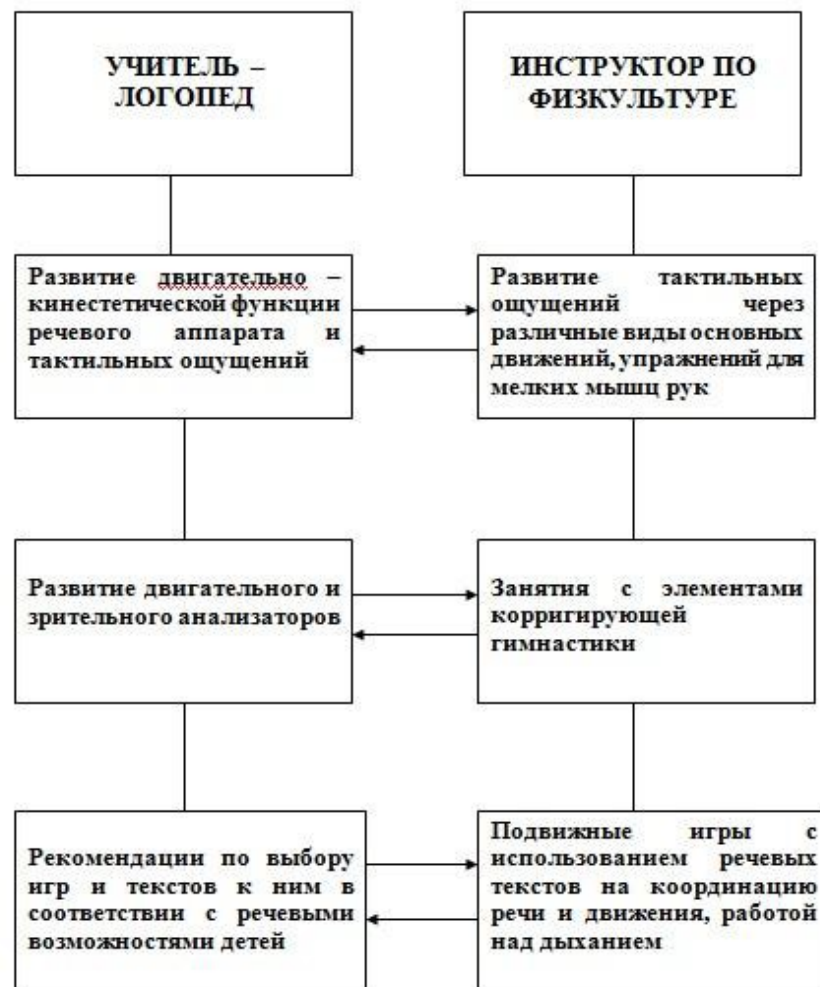 УЧИТЕЛЬ –
ЛОГОПЕД
ИНСТРУКТОР ПО
ФИЗКУЛЬТУРЕ
Развитие двигательно –
кинестетической функции
речевого аппарата и
тактильных ощущений
Развитие тактильных
ощущений через
различные виды основных
движений, упражнений для
мелких мышц рук
Развитие двигательного и
зрительного анализаторов
Занятия с элементами
корригирующей
гимнастики
Рекомендации по выбору
игр и текстов к ним в
соответствии с речевыми
возможностями детей
Подвижные игры с
использованием речевых
текстов на координацию
речи и движения, работой
над дыханием